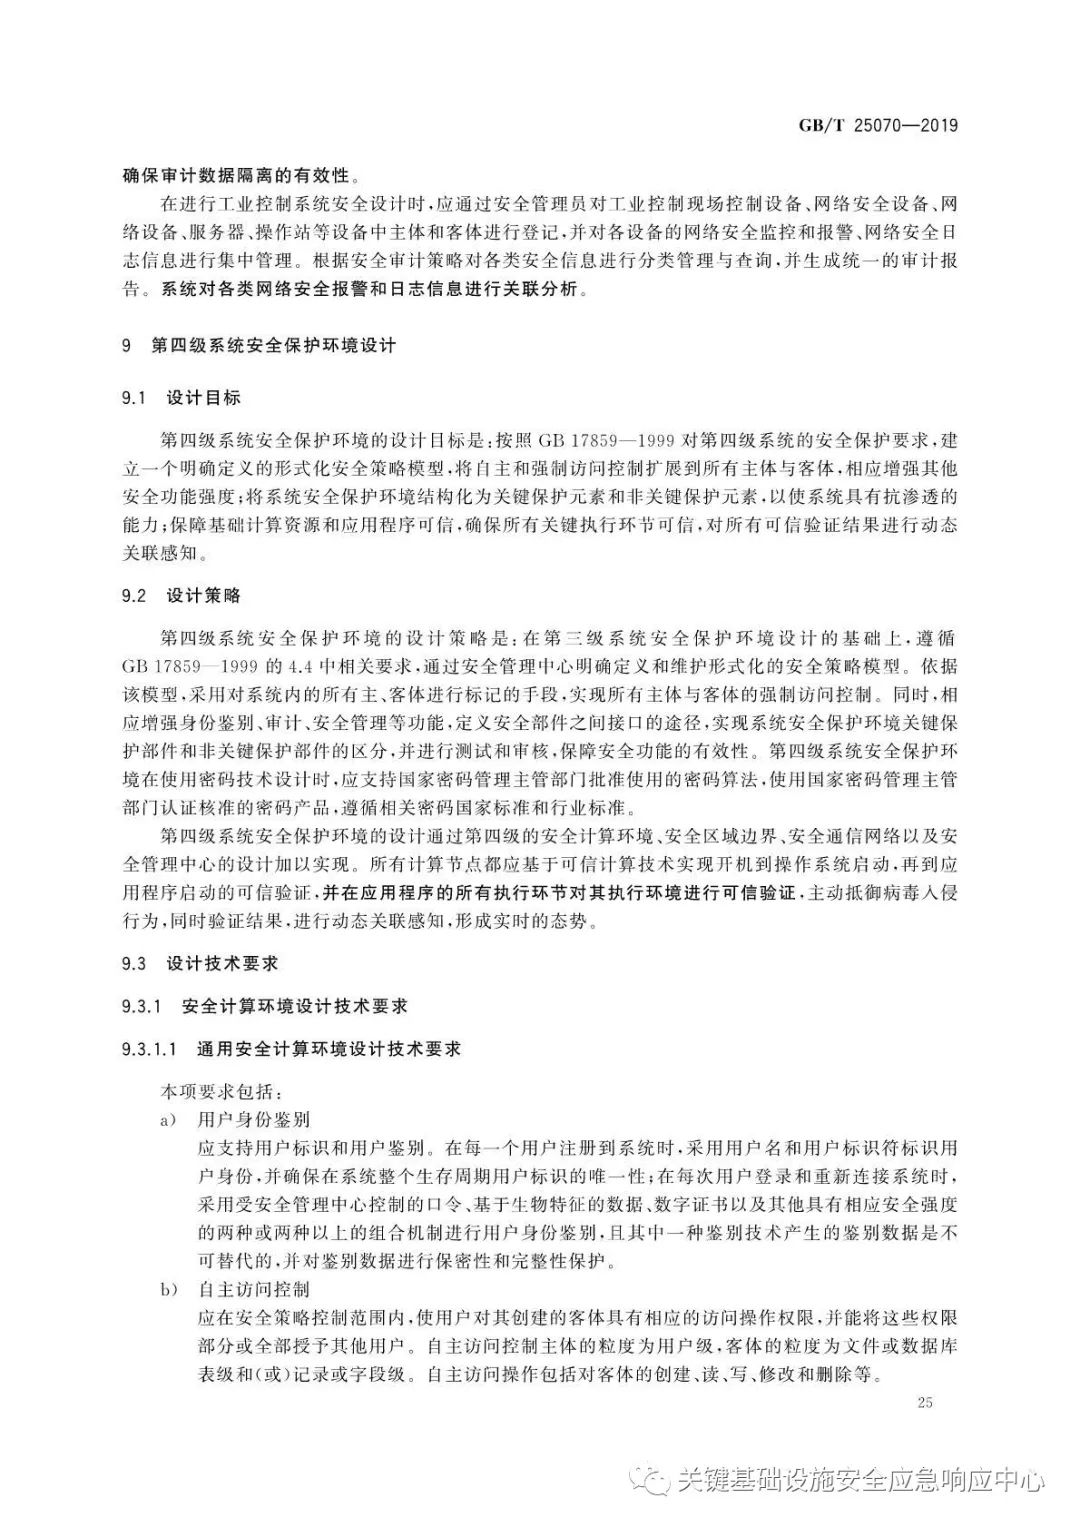 GB/T 25070—2019
确保审计数据隔离的有效性。
在进行工业控制系统安全设计时,应通过安全管理员对工业控制现场控制设备、网络安全设备、网
络设备、服务器、操作站等设备中主体和客体进行登记,并对各设备的网络安全监控和报警、网络安全日
志信息进行集中管理。根据安全审计策略对各类安全信息进行分类管理与查询,并生成统一的审计报
告。系统对各类网络安全报警和日志信息进行关联分析。
9 第四级系统安全保护环境设计
9.1 设计目标
第四级系统安全保护环境的设计目标是:按照 GB 17859—1999 对第四级系统的安全保护要求,建
立一个明确定义的形式化安全策略模型,将自主和强制访问控制扩展到所有主体与客体,相应增强其他
安全功能强度;将系统安全保护环境结构化为关键保护元素和非关键保护元素,以使系统具有抗渗透的
能力;保障基础计算资源和应用程序可信,确保所有关键执行环节可信,对所有可信验证结果进行动态
关联感知。
9.2 设计策略
第四级系统安全保护环境的设计策略是:在第三级系统安全保护环境设计的基础上,遵循
GB 17859—1999 的 4.4 中相关要求,通过安全管理中心明确定义和维护形式化的安全策略模型。依据
该模型,采用对系统内的所有主、客体进行标记的手段,实现所有主体与客体的强制访问控制。同时,相
应增强身份鉴别、审计、安全管理等功能,定义安全部件之间接口的途径,实现系统安全保护环境关键保
护部件和非关键保护部件的区分,并进行测试和审核,保障安全功能的有效性。第四级系统安全保护环
境在使用密码技术设计时,应支持国家密码管理主管部门批准使用的密码算法,使用国家密码管理主管
部门认证核准的密码产品,遵循相关密码国家标准和行业标准。
第四级系统安全保护环境的设计通过第四级的安全计算环境、安全区域边界、安全通信网络以及安
全管理中心的设计加以实现。所有计算节点都应基于可信计算技术实现开机到操作系统启动,再到应
用程序启动的可信验证,并在应用程序的所有执行环节对其执行环境进行可信验证,主动抵御病毒入侵
行为,同时验证结果,进行动态关联感知,形成实时的态势。
9.3 设计技术要求
9.3.1 安全计算环境设计技术要求
9.3.1.1 通用安全计算环境设计技术要求
本项要求包括:
a) 用户身份鉴别
应支持用户标识和用户鉴别。在每一个用户注册到系统时,采用用户名和用户标识符标识用
户身份,并确保在系统整个生存周期用户标识的唯一性;在每次用户登录和重新连接系统时,
采用受安全管理中心控制的口令、基于生物特征的数据、数字证书以及其他具有相应安全强度
的两种或两种以上的组合机制进行用户身份鉴别,且其中一种鉴别技术产生的鉴别数据是不
可替代的,并对鉴别数据进行保密性和完整性保护。
b) 自主访问控制
应在安全策略控制范围内,使用户对其创建的客体具有相应的访问操作权限,并能将这些权限
部分或全部授予其他用户。自主访问控制主体的粒度为用户级,客体的粒度为文件或数据库
表级和(或)记录或字段级。自主访问操作包括对客体的创建、读、写、修改和删除等。
25
关键基础设施安全应急响应中心